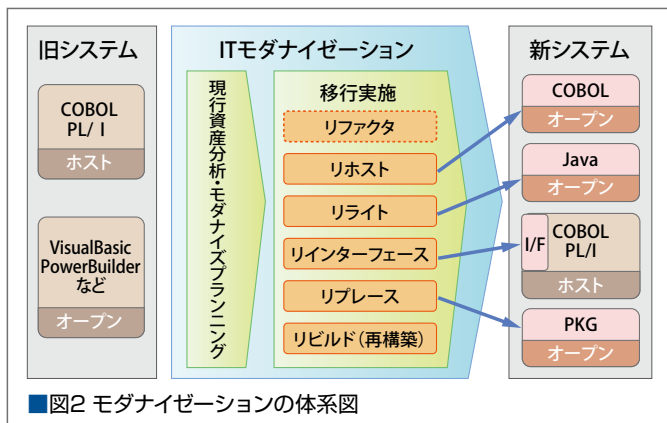 旧システム
COBOL
PL/ I
ホスト
VisualBasic
PowerBuilder
など
オープン
ITモダナイゼーション
現行資産分析・モダナイズプランニング
移行実施
リファクタ
リホスト
リライト
リインターフェース
リプレース
リビルド(再構築)
新システム
COBOL
オープン
Java
オープン
I/F
COBOL
PL/I
ホスト
PKG
オープン
■図2 モダナイゼーションの体系図